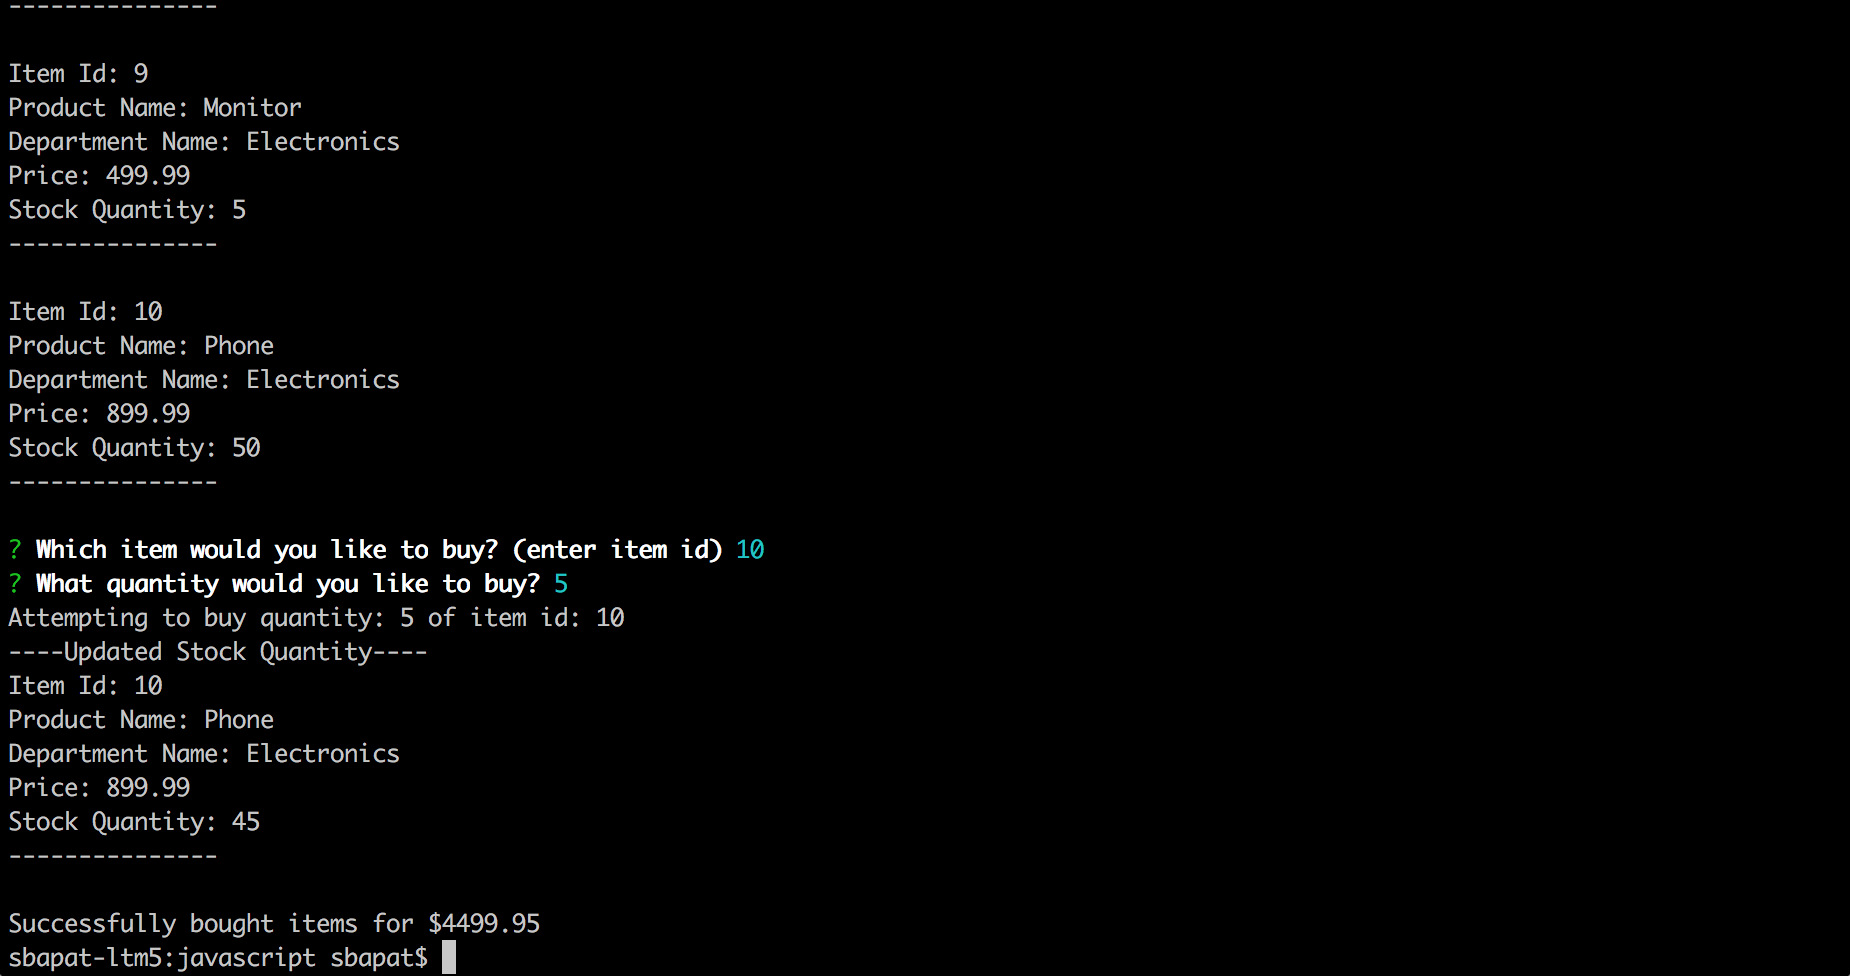 ---------------
Item Id: 9
Product Name: Monitor
Department Name: Electronics
Price: 499.99
Stock Quantity: 5
---------------
Item Id: 10
Product Name: Phone
Department Name: Electronics
Price: 899.99
Stock Quantity: 50
---------------
? Which item would you like to buy? (enter item id) 10
? What quantity would you like to buy? 5
Attempting to buy quantity: 5 of item id: 10
----Updated Stock Quantity----
Item Id: 10
Product Name: Phone
Department Name: Electronics
Price: 899.99
Stock Quantity: 45
---------------
Successfully bought items for $4499.95
sbapat-ltm5:javascript sbapat$